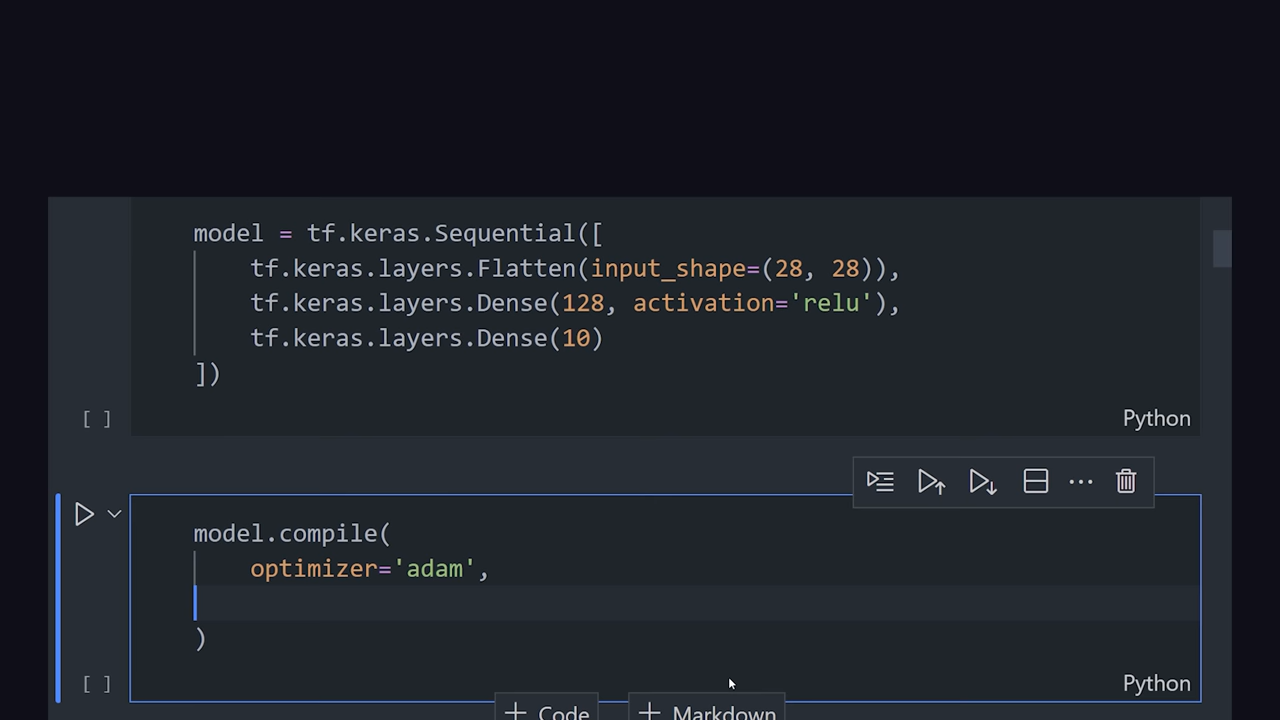 model = tf.keras.Sequential([
    tf.keras.layers.Flatten(input_shape=(28, 28)),
    tf.keras.layers.Dense(128, activation='relu'),
    tf.keras.layers.Dense(10)
])
[ ]
Python
model.compile(
    optimizer='adam',
)
[ ]
Python
+ Code
+ Markdown